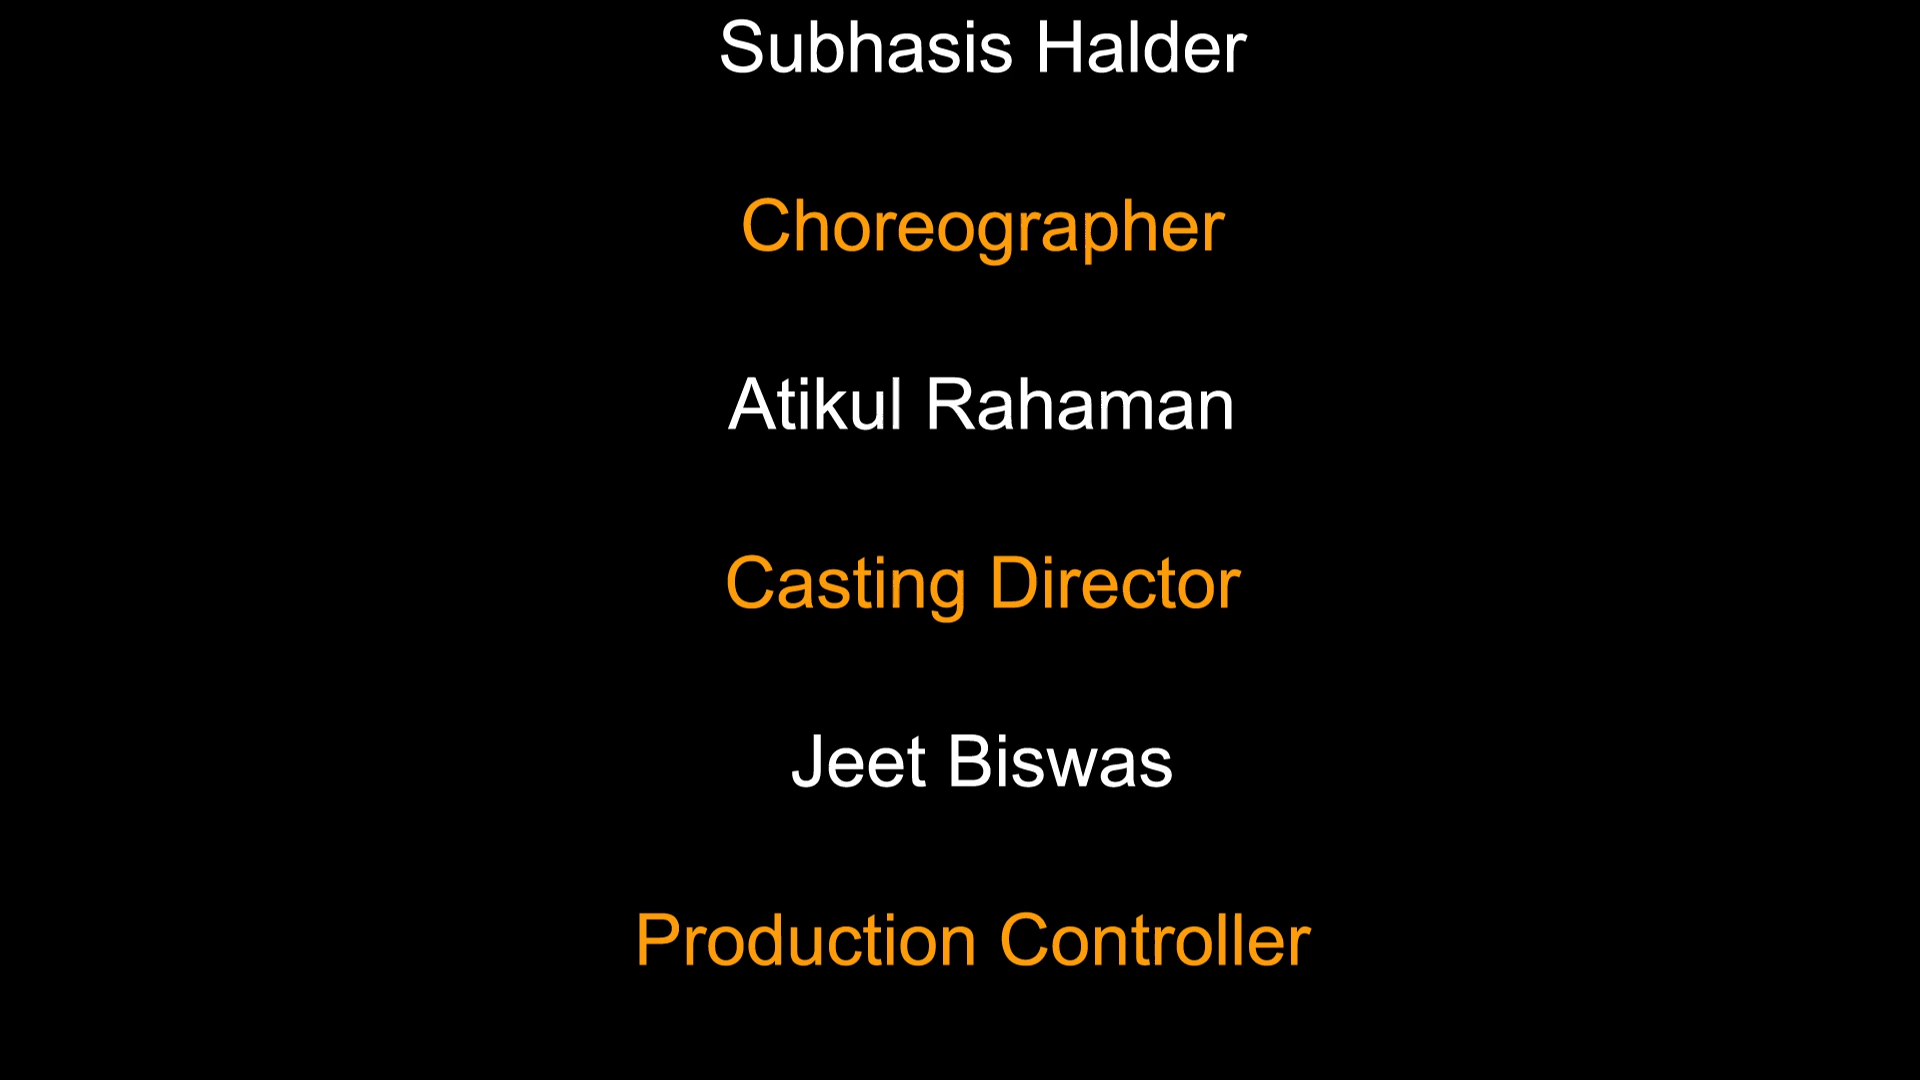 Subhasis Halder
Choreographer
Atikul Rahaman
Casting Director
Jeet Biswas
Production Controller